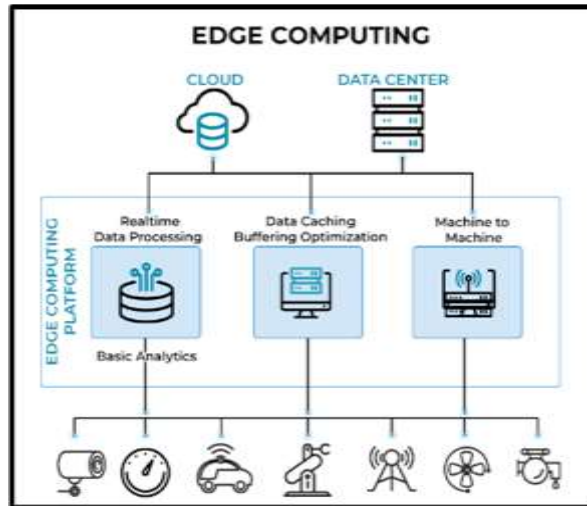 EDGE COMPUTING
CLOUD
DATA CENTER
EDGE COMPUTING
PLATFORM
Realtime
Data Processing
Data Caching
Buffering Optimization
Machine to
Machine
Basic Analytics